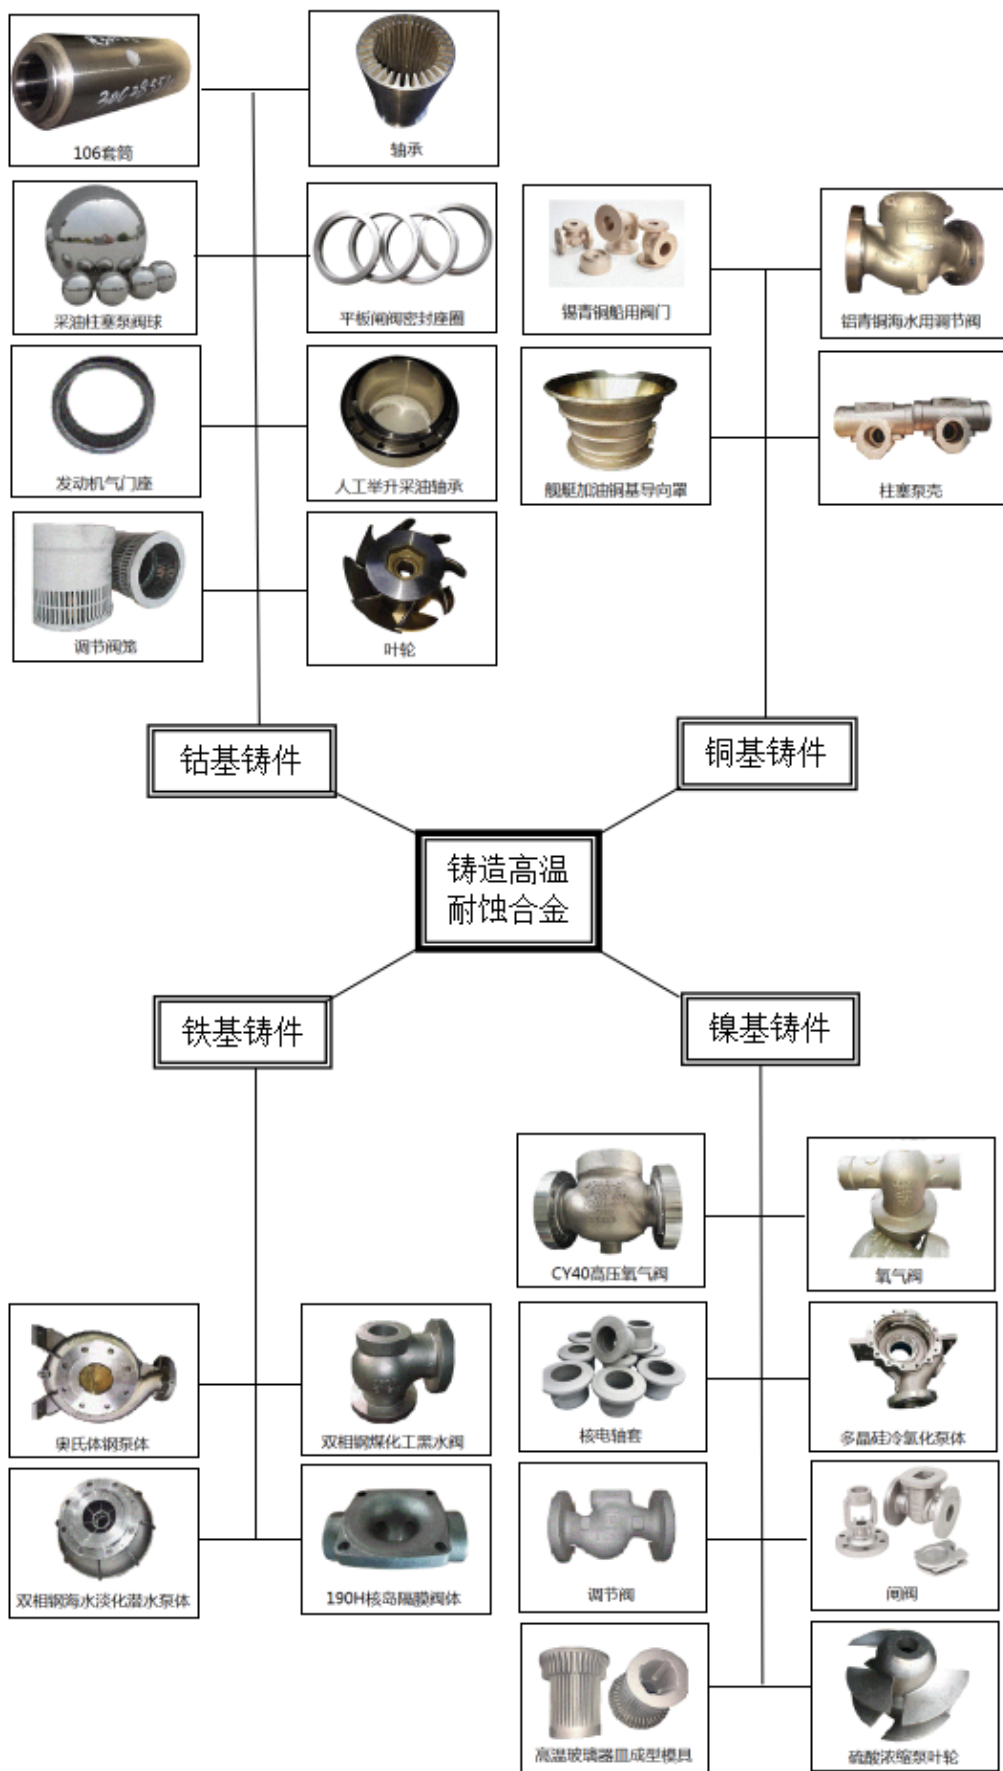 106套筒
轴承
采油柱塞泵阀球
平板闸阀密封座圈
锡青铜船用阀门
铝青铜海水用调节阀
发动机气门座
人工举升采油轴承
舰艇加油铜基导向罩
柱塞泵壳
调节阀笼
叶轮
钴基铸件
铜基铸件
铸造高温
耐蚀合金
铁基铸件
镍基铸件
CY40高压氧气阀
氧气阀
奥氏体钢泵体
双相钢煤化工黑水阀
核电轴套
多晶硅冷氢化泵体
双相钢海水淡化潜水泵体
190H核岛隔膜阀体
调节阀
闸阀
高温玻璃器皿成型模具
硫酸浓缩泵叶轮